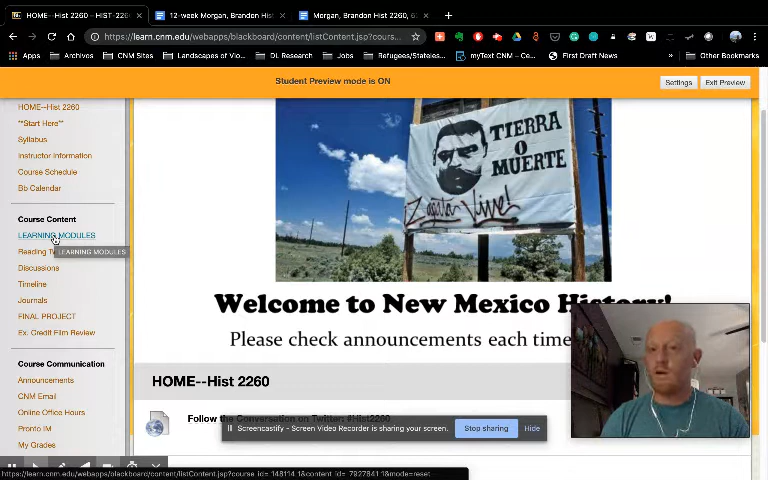 HOME--Hist 2260 – HIST-226
12-week Morgan, Brandon Hist
Morgan, Brandon Hist 2260, 6
https://learn.cnm.edu/webapps/blackboard/content/listContent.jsp?cours...
Apps
Archivos
CNM Sites
Landscapes of Vio...
DL Research
Jobs
Refugees/Stateles...
myText CNM – Ce...
First Draft News
Other Bookmarks
Student Preview mode is ON
Settings
Exit Preview
HOME--Hist 2260
**Start Here**
Syllabus
Instructor Information
Course Schedule
Bb Calendar
Course Content
LEARNING MODULES
Reading
LEARNING MODULES
Discussions
Timeline
Journals
FINAL PROJECT
Ex. Credit Film Review
Course Communication
Announcements
CNM Email
Online Office Hours
Pronto IM
My Grades
TIERRA
O
MUERTE
Zapata Vive!
Welcome to New Mexico History!
Please check announcements each time
HOME--Hist 2260
Follow the Conversation on Twitter: #Hist2260
Screencastify - Screen Video Recorder is sharing your screen.
Stop sharing
Hide
https://learn.cnm.edu/webapps/blackboard/content/listContent.jsp?course_id=_148114_1&content_id=_7927841_1&mode=reset